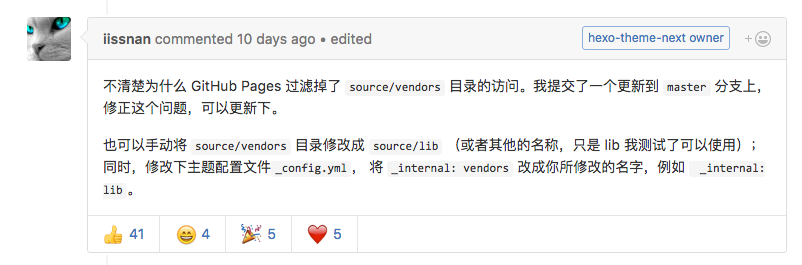 iissnan commented 10 days ago • edited
hexo-theme-next owner
不清楚为什么 GitHub Pages 过滤掉了 source/vendors 目录的访问。我提交了一个更新到 master 分支上，
修正这个问题，可以更新下。
也可以手动将 source/vendors 目录修改成 source/lib （或者其他的名称，只是 lib 我测试了可以使用）；
同时，修改下主题配置文件 _config.yml ， 将 _internal: vendors 改成你所修改的名字，例如 _internal:
lib 。
👍 41 😄 4 🎉 5 ❤️ 5